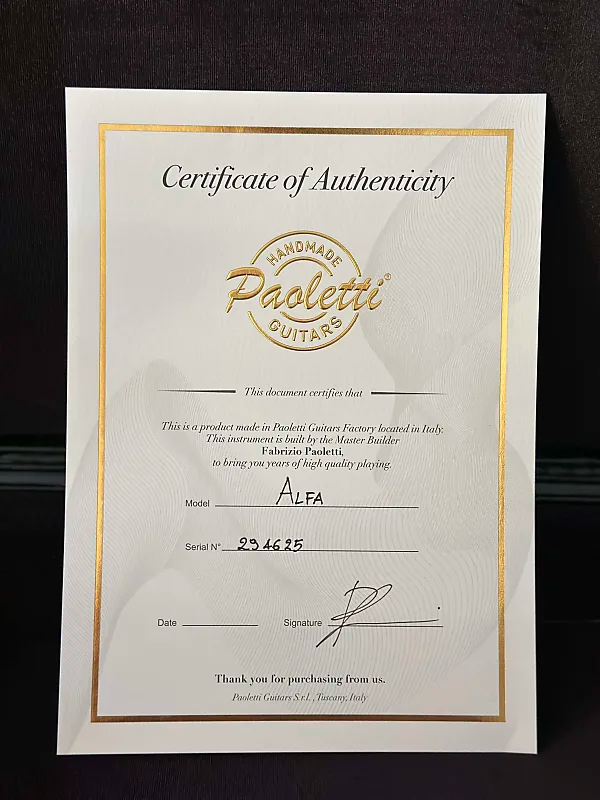 Certificate of Authenticity
HANDMADE
Paoletti®
GUITARS
This document certifies that
This is a product made in Paoletti Guitars Factory located in Italy.
This instrument is built by the Master Builder
Fabrizio Paoletti,
to bring you years of high quality playing.
Model ALFA
Serial N° 294625
Date Signature
Thank you for purchasing from us.
Paoletti Guitars S.r.l., Tuscany, Italy